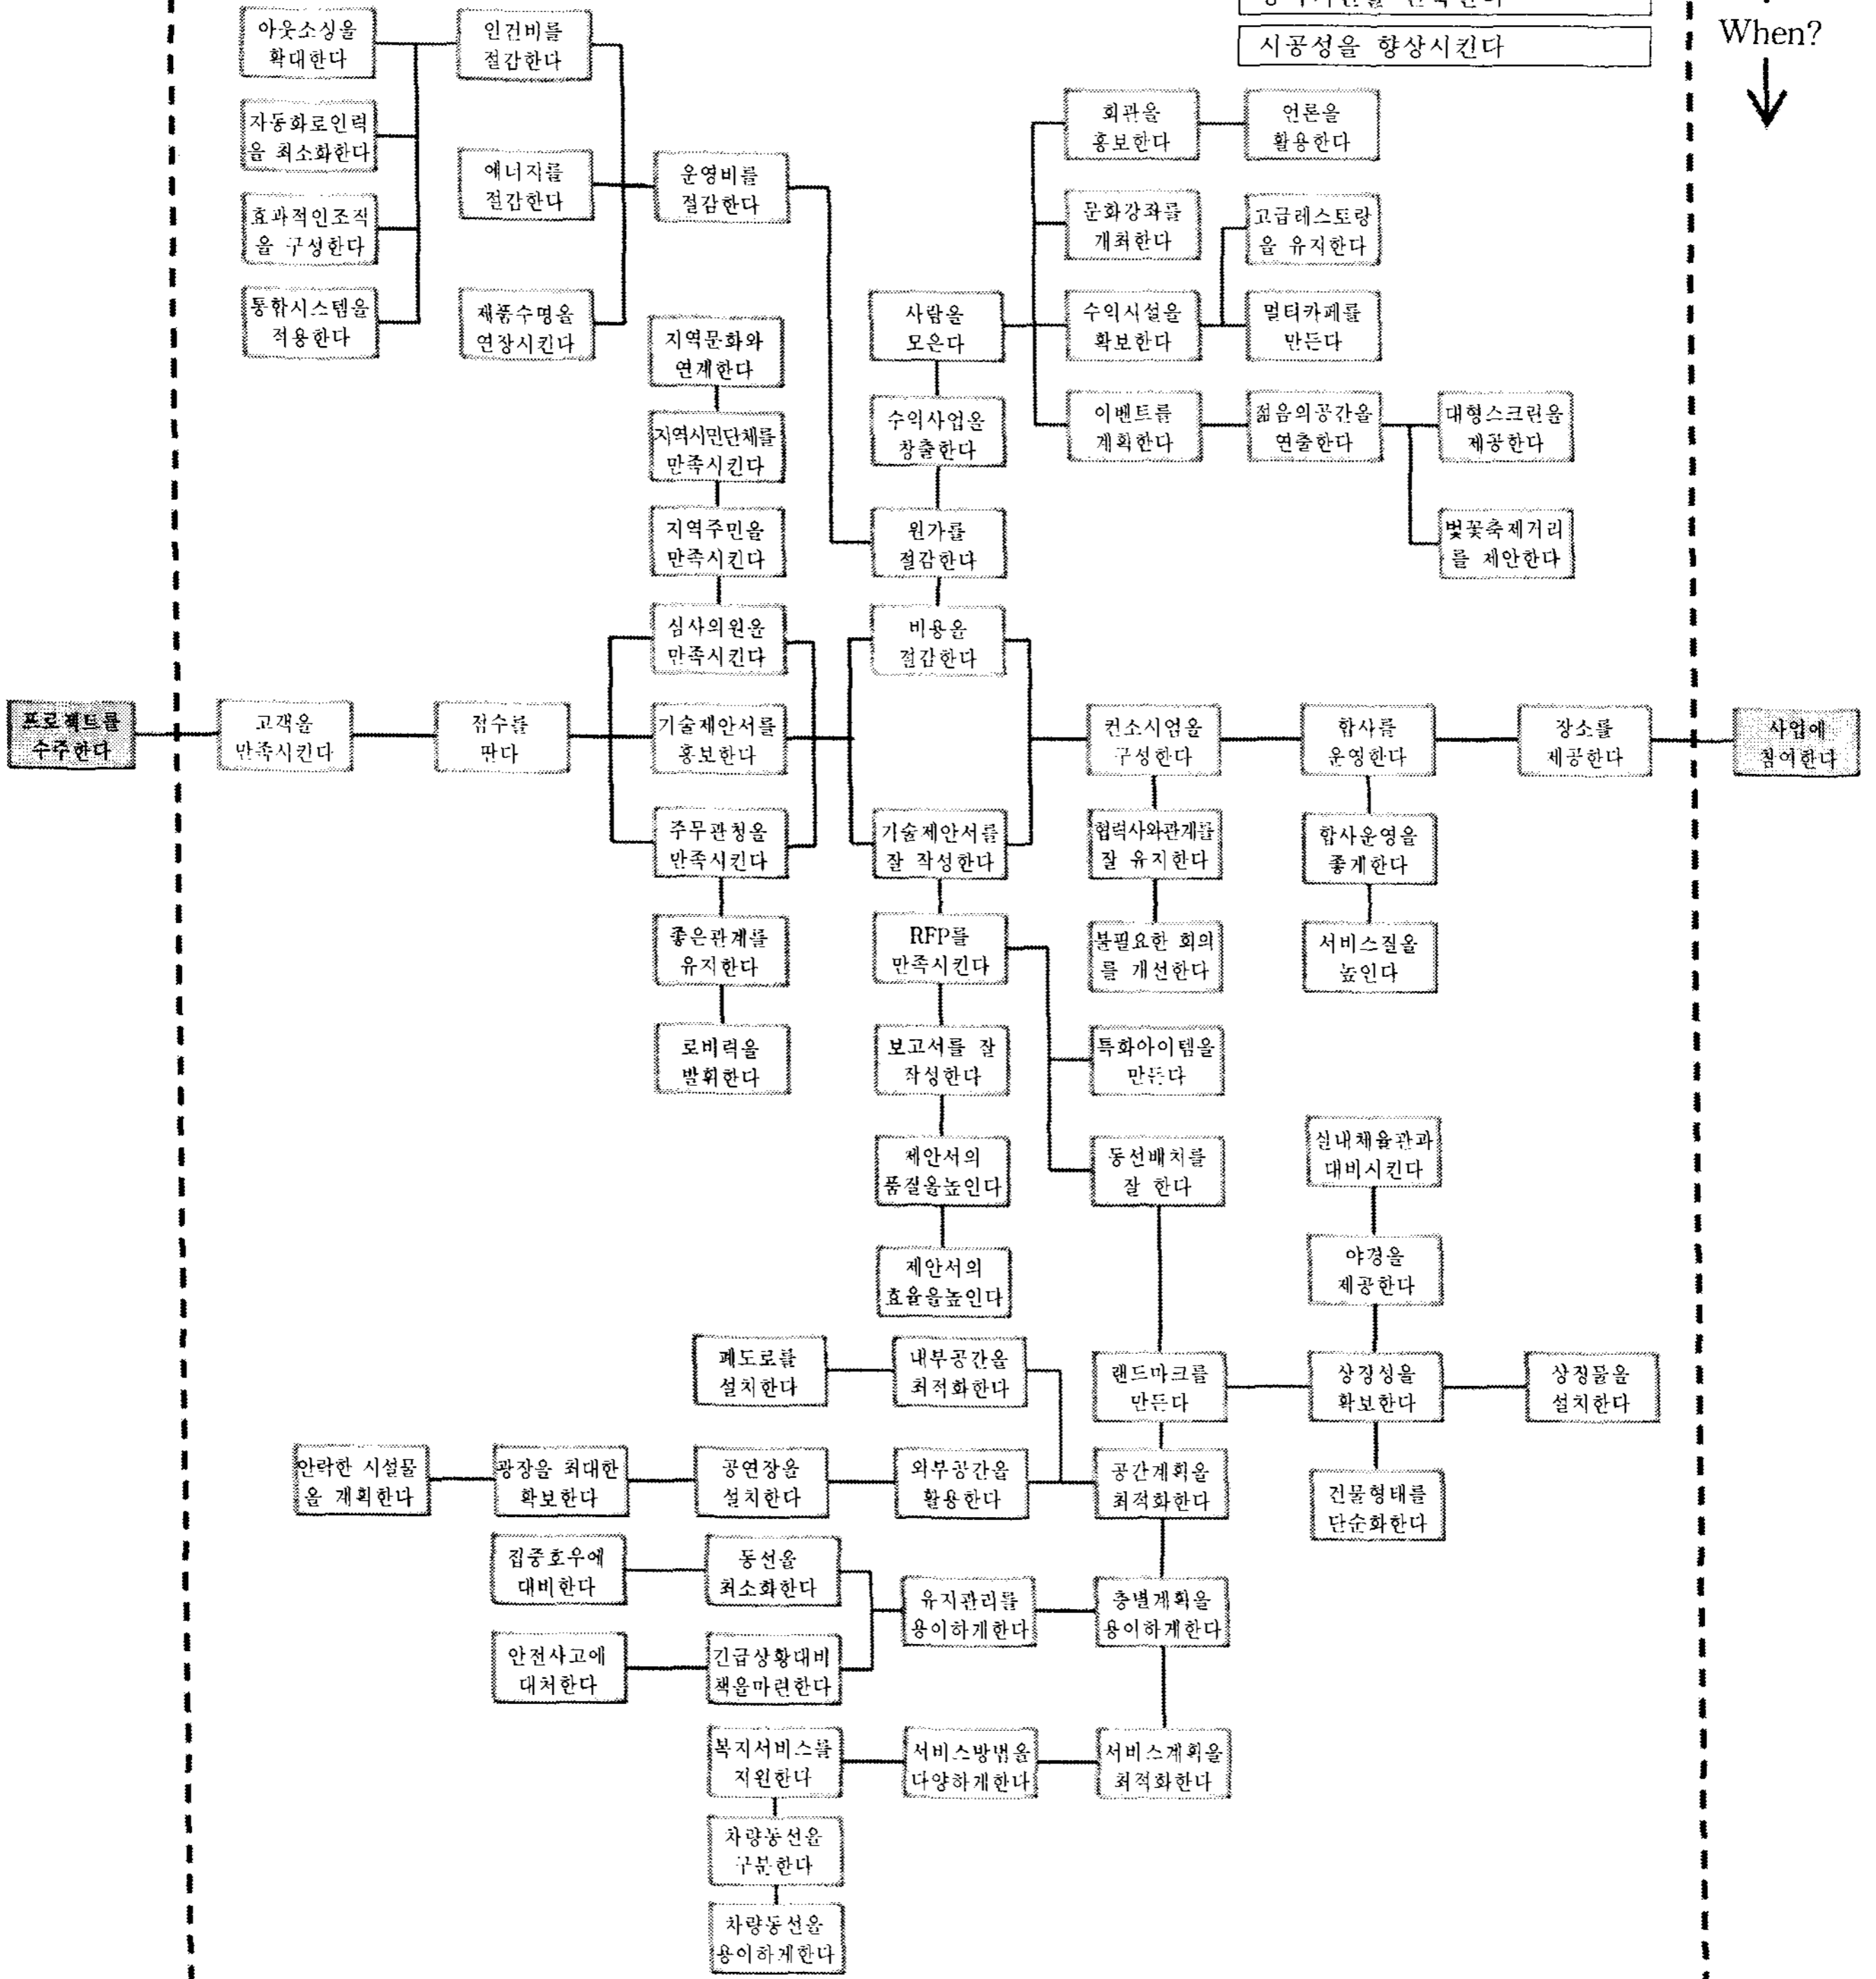 시공성을 향상시킨다
When?
아웃소싱을
확대한다
인건비를
절감한다
자동화로인력
을 최소화한다
에너지를
절감한다
운영비를
절감한다
효과적인조직
을 구성한다
통합시스템을
적용한다
제품수명을
연장시킨다
회관을
홍보한다
언론을
활용한다
문화강좌를
개최한다
고급레스토랑
을 유지한다
사람을
모은다
수익시설을
확보한다
멀티카페를
만든다
지역문화와
연계한다
수익사업을
창출한다
이벤트를
계획한다
젊음의공간을
연출한다
대형스크린을
제공한다
지역시민단체를
만족시킨다
지역주민을
만족시킨다
원가를
절감한다
벚꽃축제거리
를 제안한다
심사의원을
만족시킨다
비용을
절감한다
프로젝트를
수주한다
고객을
만족시킨다
점수를
딴다
기술제안서를
홍보한다
컨소시엄을
구성한다
합사를
운영한다
장소를
제공한다
사업에
참여한다
주무관청을
만족시킨다
기술제안서를
잘 작성한다
협력사와관계를
잘 유지한다
합사운영을
좋게한다
좋은관계를
유지한다
RFP를
만족시킨다
불필요한 회의
를 개선한다
서비스질을
높인다
로비력을
발휘한다
보고서를 잘
작성한다
특화아이템을
만든다
제안서의
품질을높인다
동선배치를
잘 한다
실내체육관과
대비시킨다
제안서의
효율을높인다
야경을
제공한다
폐도로를
설치한다
내부공간을
최적화한다
랜드마크를
만든다
상징성을
확보한다
상징물을
설치한다
안락한 시설물
을 계획한다
광장을 최대한
확보한다
공연장을
설치한다
외부공간을
활용한다
공간계획을
최적화한다
건물형태를
단순화한다
집중호우에
대비한다
동선을
최소화한다
유지관리를
용이하게한다
층별계획을
용이하게한다
안전사고에
대처한다
긴급상황대비
책을마련한다
복지서비스를
지원한다
서비스방법을
다양하게한다
서비스계획을
최적화한다
차량동선을
구분한다
차량동선을
용이하게한다